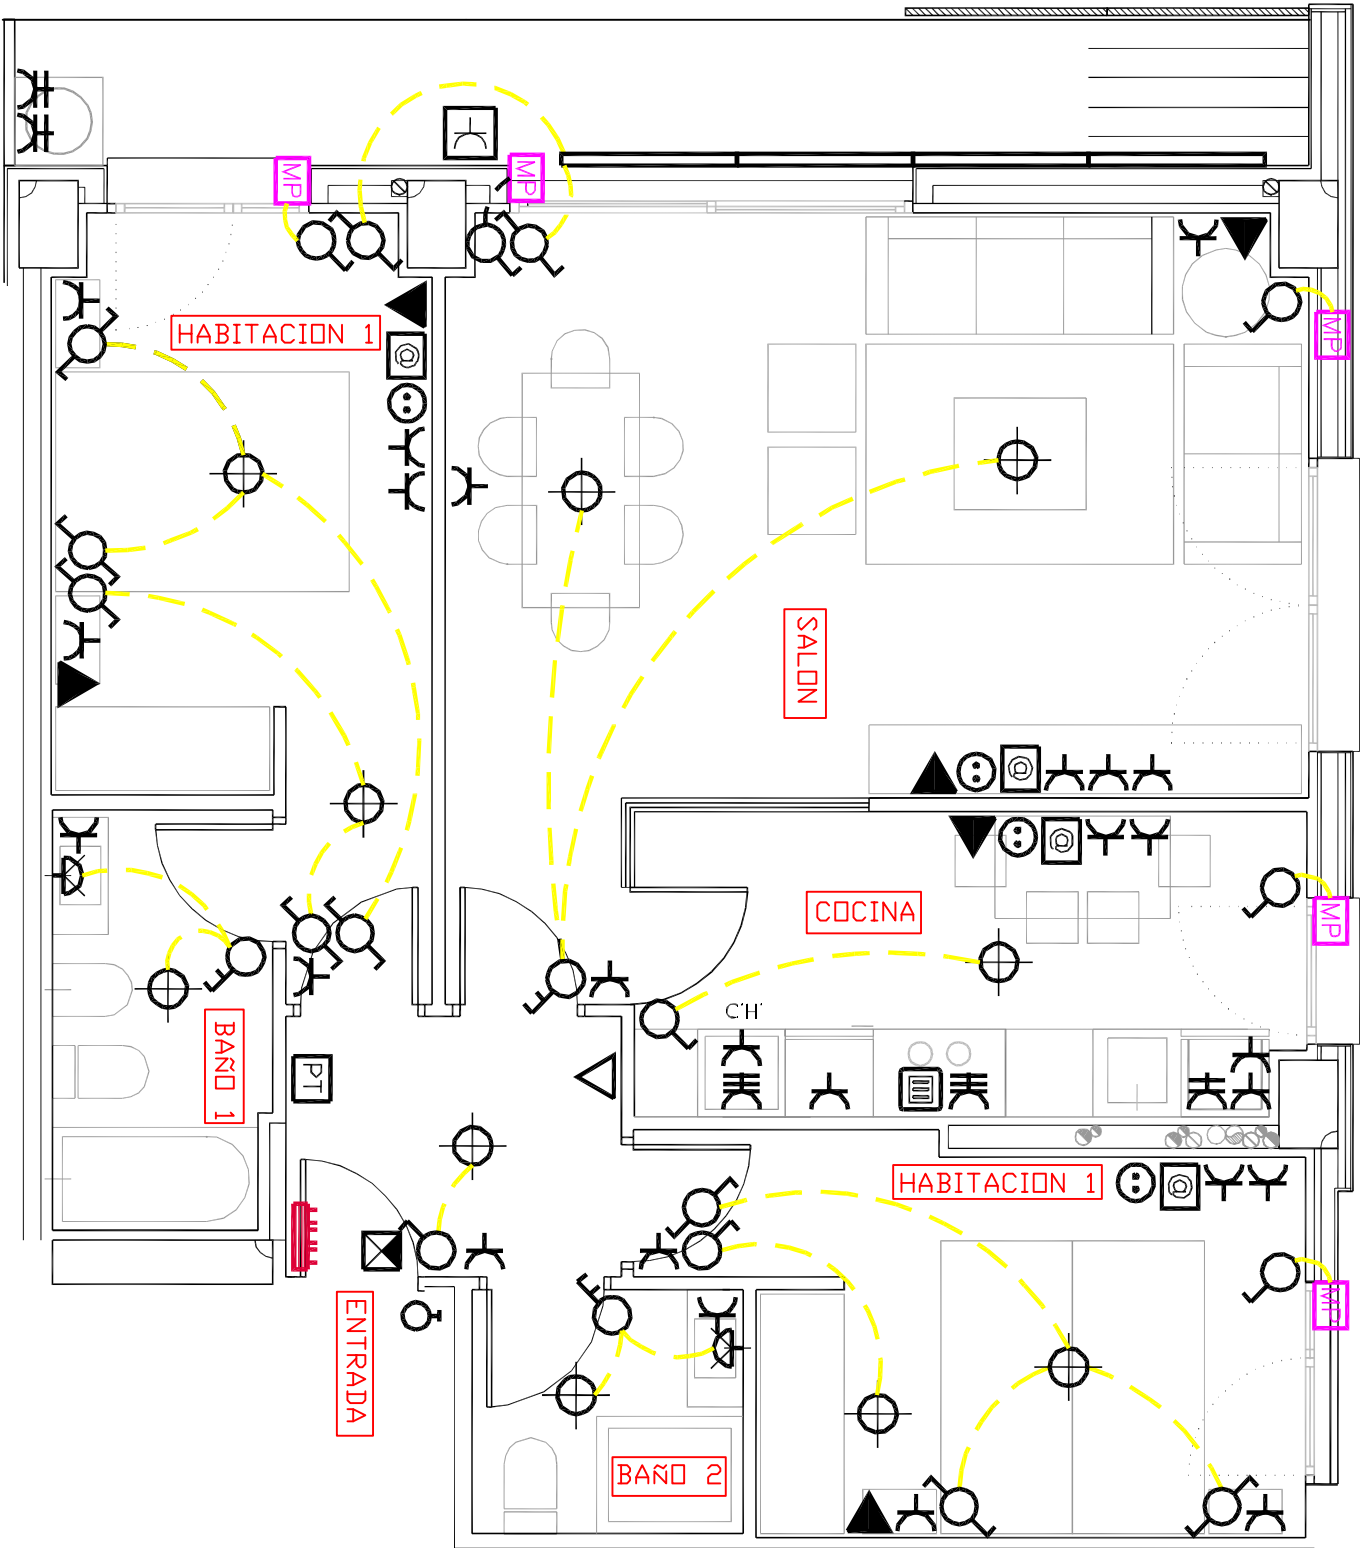 MP
MP
HABITACION 1
MP
SALON
COCINA
MP
C'H'
BAÑO 1
PT
HABITACION 1
MP
ENTRADA
BAÑO 2